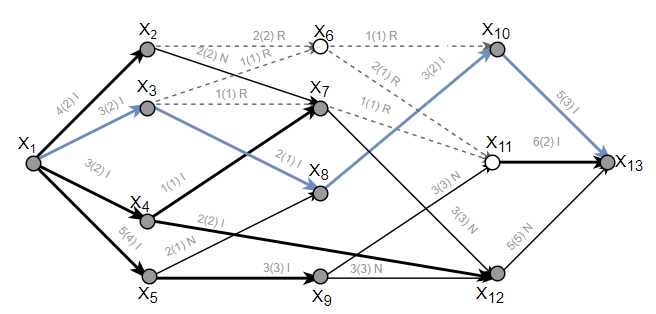 X2
2(2) R
X6
1(1) R
X10
2(2) N
1(1) R
4(2) I
X3
3(2) I
1(1) R
X7
2(1) R
3(2) I
5(3) I
1(1) R
X1
3(2) I
2(1) I
X8
X11
6(2) I
X13
1(1) I
3(3) N
X4
2(2) I
3(3) N
5(4) I
2(1) N
5(5) N
X5
3(3) I
X9
3(3) N
X12